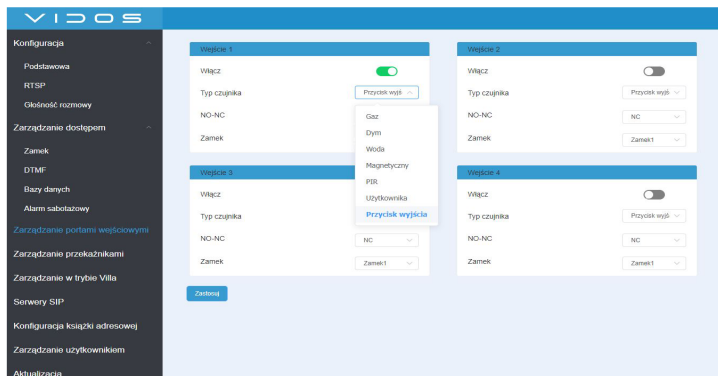 VIDOS
Konfiguracja
Podstawowa
RTSP
Głośność rozmowy
Zarządzanie dostępem
Zamek
DTMF
Bazy danych
Alarm sabotażowy
Zarządzanie portami wejściowymi
Zarządzanie przekaźnikami
Zarządzanie w trybie Villa
Serwery SIP
Konfiguracja książki adresowej
Zarządzanie użytkownikiem
Aktualizacja
Wejście 1
Włącz
Typ czujnika Przycisk wyjś
NO-NC
Zamek
Gaz
Dym
Woda
Magnetyczny
PIR
Użytkownika
Przycisk wyjścia
Wejście 2
Włącz
Typ czujnika Przycisk wyjś
NO-NC NC
Zamek Zamek1
Wejście 3
Włącz
Typ czujnika
NO-NC NC
Zamek Zamek1
Wejście 4
Włącz
Typ czujnika Przycisk wyjś
NO-NC NC
Zamek Zamek1
Zastosuj